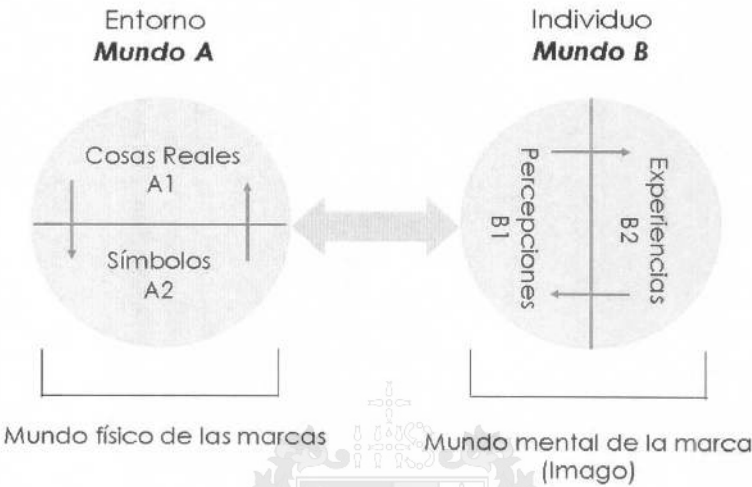 Entorno
Mundo A
Individuo
Mundo B
Cosas Reales
A1
Símbolos
A2
Percepciones
B1
Experiencias
B2
Mundo físico de las marcas
Mundo mental de la marca
(Imago)